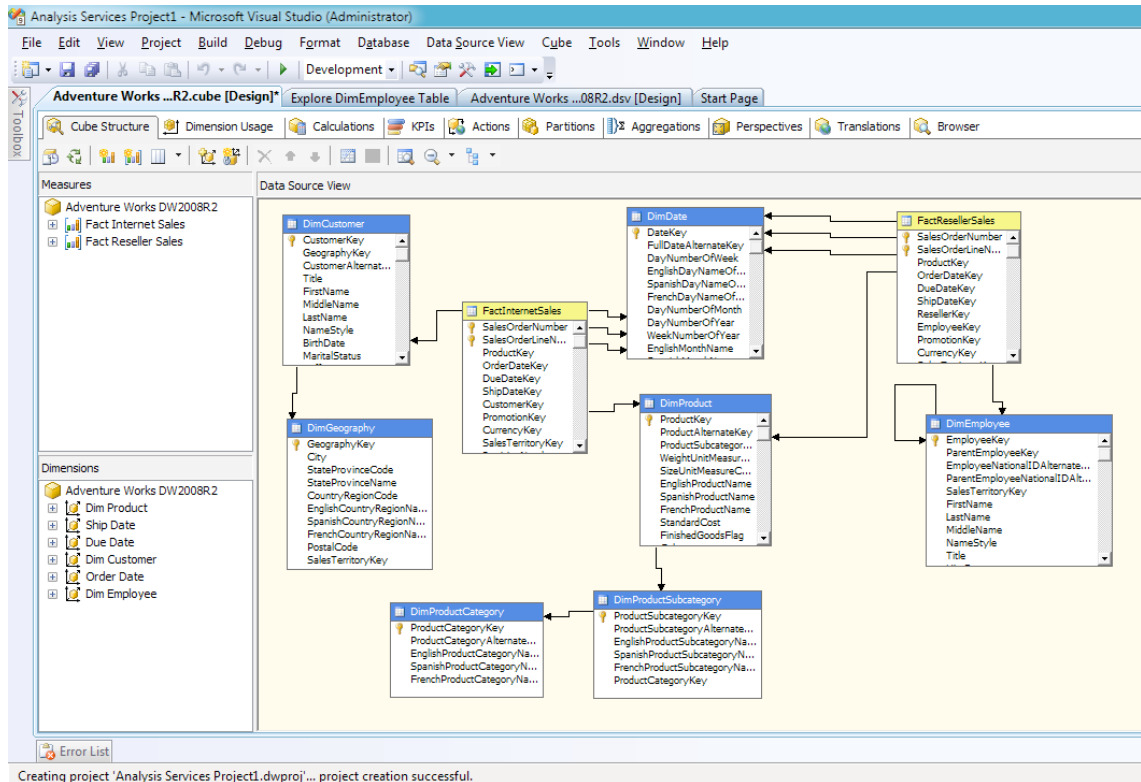 Analysis Services Project1 - Microsoft Visual Studio (Administrator)
File Edit View Project Build Debug Format Database Data Source View Cube Tools Window Help
Development
Toolbox
Adventure Works ...R2.cube [Design]* Explore DimEmployee Table Adventure Works ...08R2.dsv [Design] Start Page
Cube Structure Dimension Usage Calculations KPIs Actions Partitions Aggregations Perspectives Translations Browser
Measures
Adventure Works DW2008R2
Fact Internet Sales
Fact Reseller Sales
Dimensions
Adventure Works DW2008R2
Dim Product
Ship Date
Due Date
Dim Customer
Order Date
Dim Employee
Data Source View
DimCustomer
CustomerKey
GeographyKey
CustomerAlternat...
Title
FirstName
MiddleName
LastName
NameStyle
BirthDate
MaritalStatus
DimGeography
GeographyKey
City
StateProvinceCode
StateProvinceName
CountryRegionCode
EnglishCountryRegionNa...
SpanishCountryRegionN...
FrenchCountryRegionNa...
PostalCode
SalesTerritoryKey
FactInternetSales
SalesOrderNumber
SalesOrderLineN...
ProductKey
OrderDateKey
DueDateKey
ShipDateKey
CustomerKey
PromotionKey
CurrencyKey
SalesTerritoryKey
DimDate
DateKey
FullDateAlternateKey
DayNumberOfWeek
EnglishDayNameOf...
SpanishDayNameO...
FrenchDayNameOf...
DayNumberOfMonth
DayNumberOfYear
WeekNumberOfYear
EnglishMonthName
DimProduct
ProductKey
ProductAlternateKey
ProductSubcategor...
WeightUnitMeasur...
SizeUnitMeasureC...
EnglishProductName
SpanishProductName
FrenchProductName
StandardCost
FinishedGoodsFlag
FactResellerSales
SalesOrderNumber
SalesOrderLineN...
ProductKey
OrderDateKey
DueDateKey
ShipDateKey
ResellerKey
EmployeeKey
PromotionKey
CurrencyKey
DimEmployee
EmployeeKey
ParentEmployeeKey
EmployeeNationalIDAlternate...
ParentEmployeeNationalIDAlt...
SalesTerritoryKey
FirstName
LastName
MiddleName
NameStyle
Title
DimProductCategory
ProductCategoryKey
ProductCategoryAlternate...
EnglishProductCategoryNa...
SpanishProductCategoryN...
FrenchProductCategoryNa...
DimProductSubcategory
ProductSubcategoryKey
ProductSubcategoryAlternate...
EnglishProductSubcategoryNa...
SpanishProductSubcategoryN...
FrenchProductSubcategoryNa...
ProductCategoryKey
Error List
Creating project 'Analysis Services Project1.dwproj'... project creation successful.